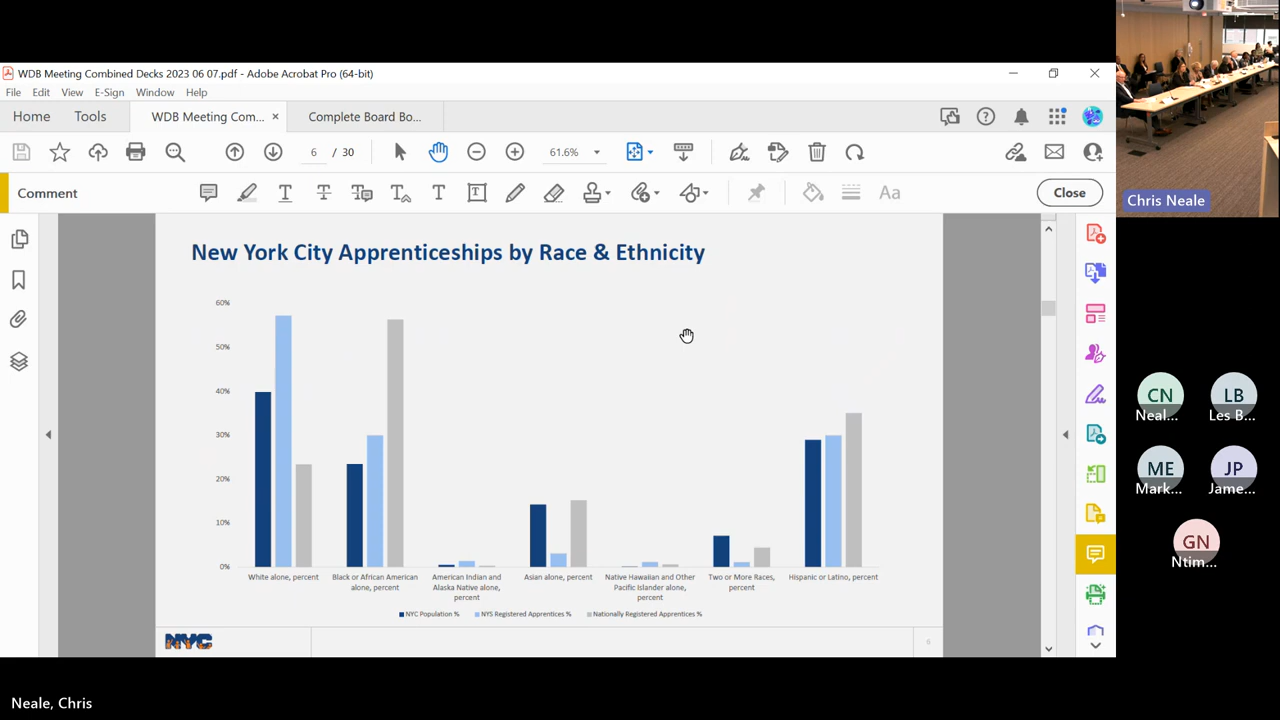 WDB Meeting Combined Decks 2023 06 07.pdf - Adobe Acrobat Pro (64-bit)
File Edit View E-Sign Window Help
Home Tools WDB Meeting Com... × Complete Board Bo...
6 / 30 61.6%
Comment Aa Close
New York City Apprenticeships by Race & Ethnicity
60%
50%
40%
30%
20%
10%
0%
White alone, percent
Black or African American
alone, percent
American Indian and
Alaska Native alone,
percent
Asian alone, percent
Native Hawaiian and Other
Pacific Islander alone,
percent
Two or More Races,
percent
Hispanic or Latino, percent
NYC Population % NYS Registered Apprentices % Nationally Registered Apprentices %
NYC
6
Chris Neale
CN
Neal...
LB
Les B...
ME
Mark...
JP
Jame...
GN
Ntim...
Neale, Chris